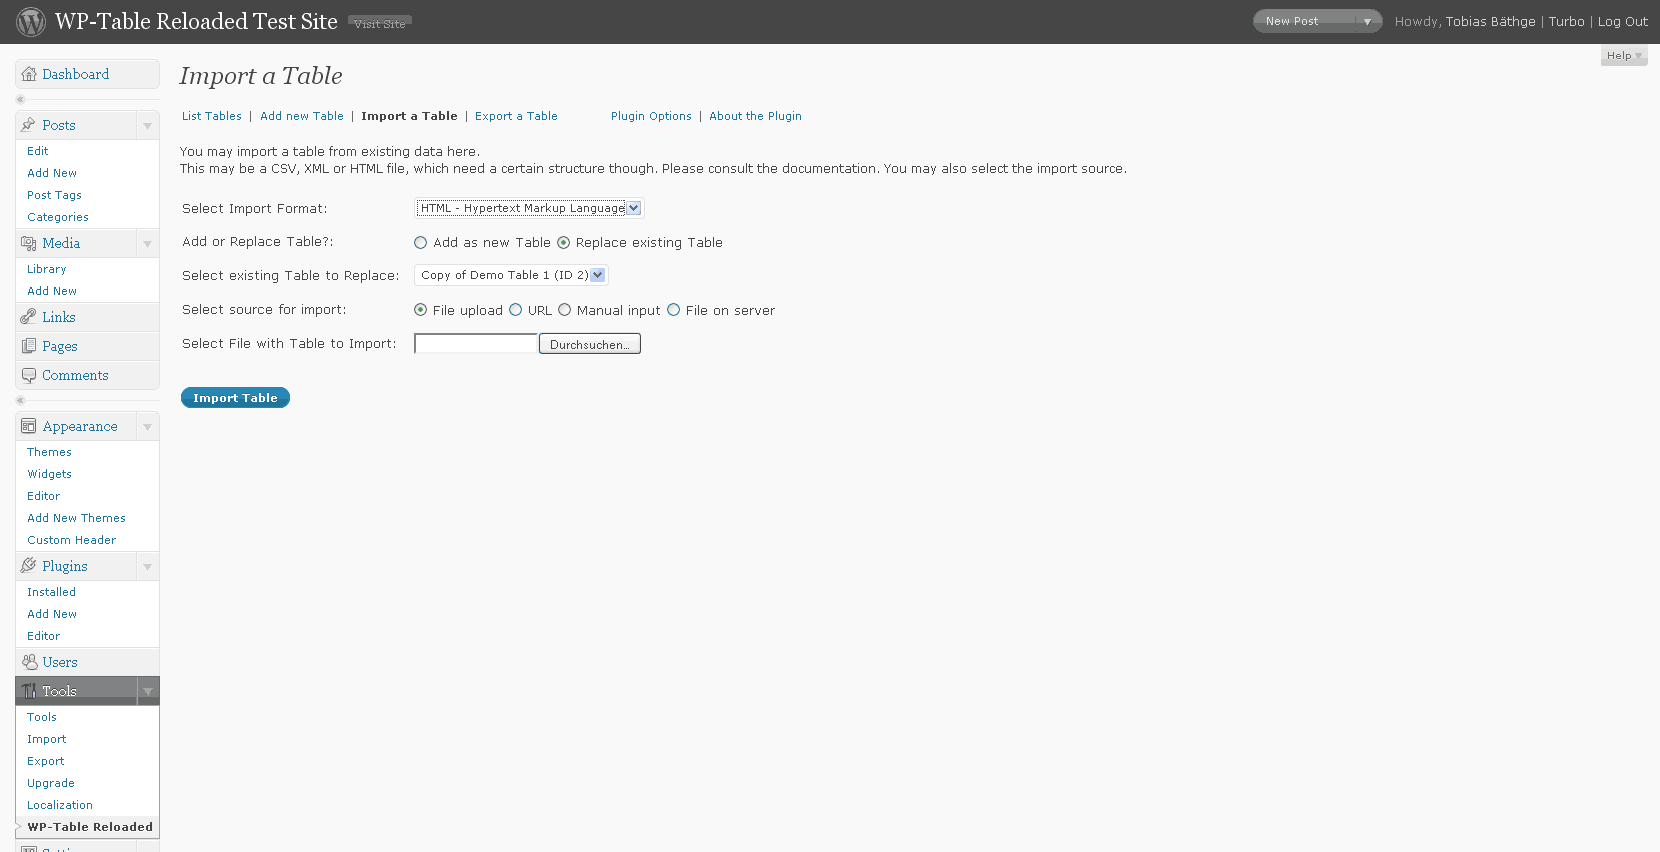 WP-Table Reloaded Test Site Visit Site New Post Howdy, Tobias Bäthge | Turbo | Log Out
Help
Dashboard
Posts
Edit
Add New
Post Tags
Categories
Media
Library
Add New
Links
Pages
Comments
Appearance
Themes
Widgets
Editor
Add New Themes
Custom Header
Plugins
Installed
Add New
Editor
Users
Tools
Tools
Import
Export
Upgrade
Localization
WP-Table Reloaded
Import a Table
List Tables | Add new Table | Import a Table | Export a Table Plugin Options | About the Plugin
You may import a table from existing data here.
This may be a CSV, XML or HTML file, which need a certain structure though. Please consult the documentation. You may also select the import source.
Select Import Format: HTML - Hypertext Markup Language
Add or Replace Table?: Add as new Table Replace existing Table
Select existing Table to Replace: Copy of Demo Table 1 (ID 2)
Select source for import: File upload URL Manual input File on server
Select File with Table to Import: Durchsuchen...
Import Table